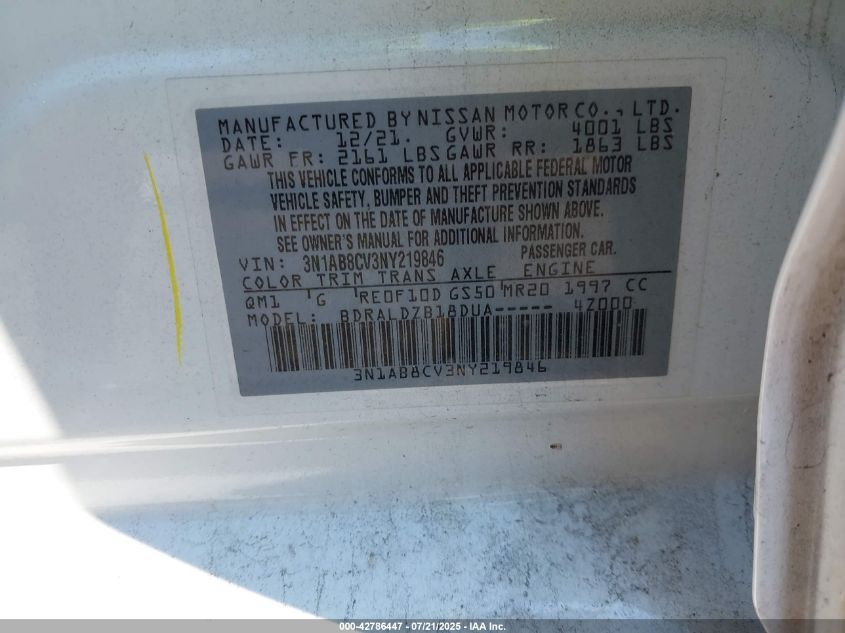 MANUFACTURED BY NISSAN MOTOR CO., LTD.
DATE: 12/21. GVWR: 4001 LBS
GAWR FR: 2161 LBS GAWR RR: 1863 LBS
THIS VEHICLE CONFORMS TO ALL APPLICABLE FEDERAL MOTOR
VEHICLE SAFETY, BUMPER AND THEFT PREVENTION STANDARDS
IN EFFECT ON THE DATE OF MANUFACTURE SHOWN ABOVE.
SEE OWNER'S MANUAL FOR ADDITIONAL INFORMATION.
VIN: 3N1AB8CV3NY219846 PASSENGER CAR.
COLOR TRIM TRANS AXLE ENGINE
QM1 G RE0F10D GS50 MR20 1997 CC
MODEL: BDRALDZB18DUA----- 4Z000
3N1AB8CV3NY219846
000-42786447 - 07/21/2025 - IAA Inc.